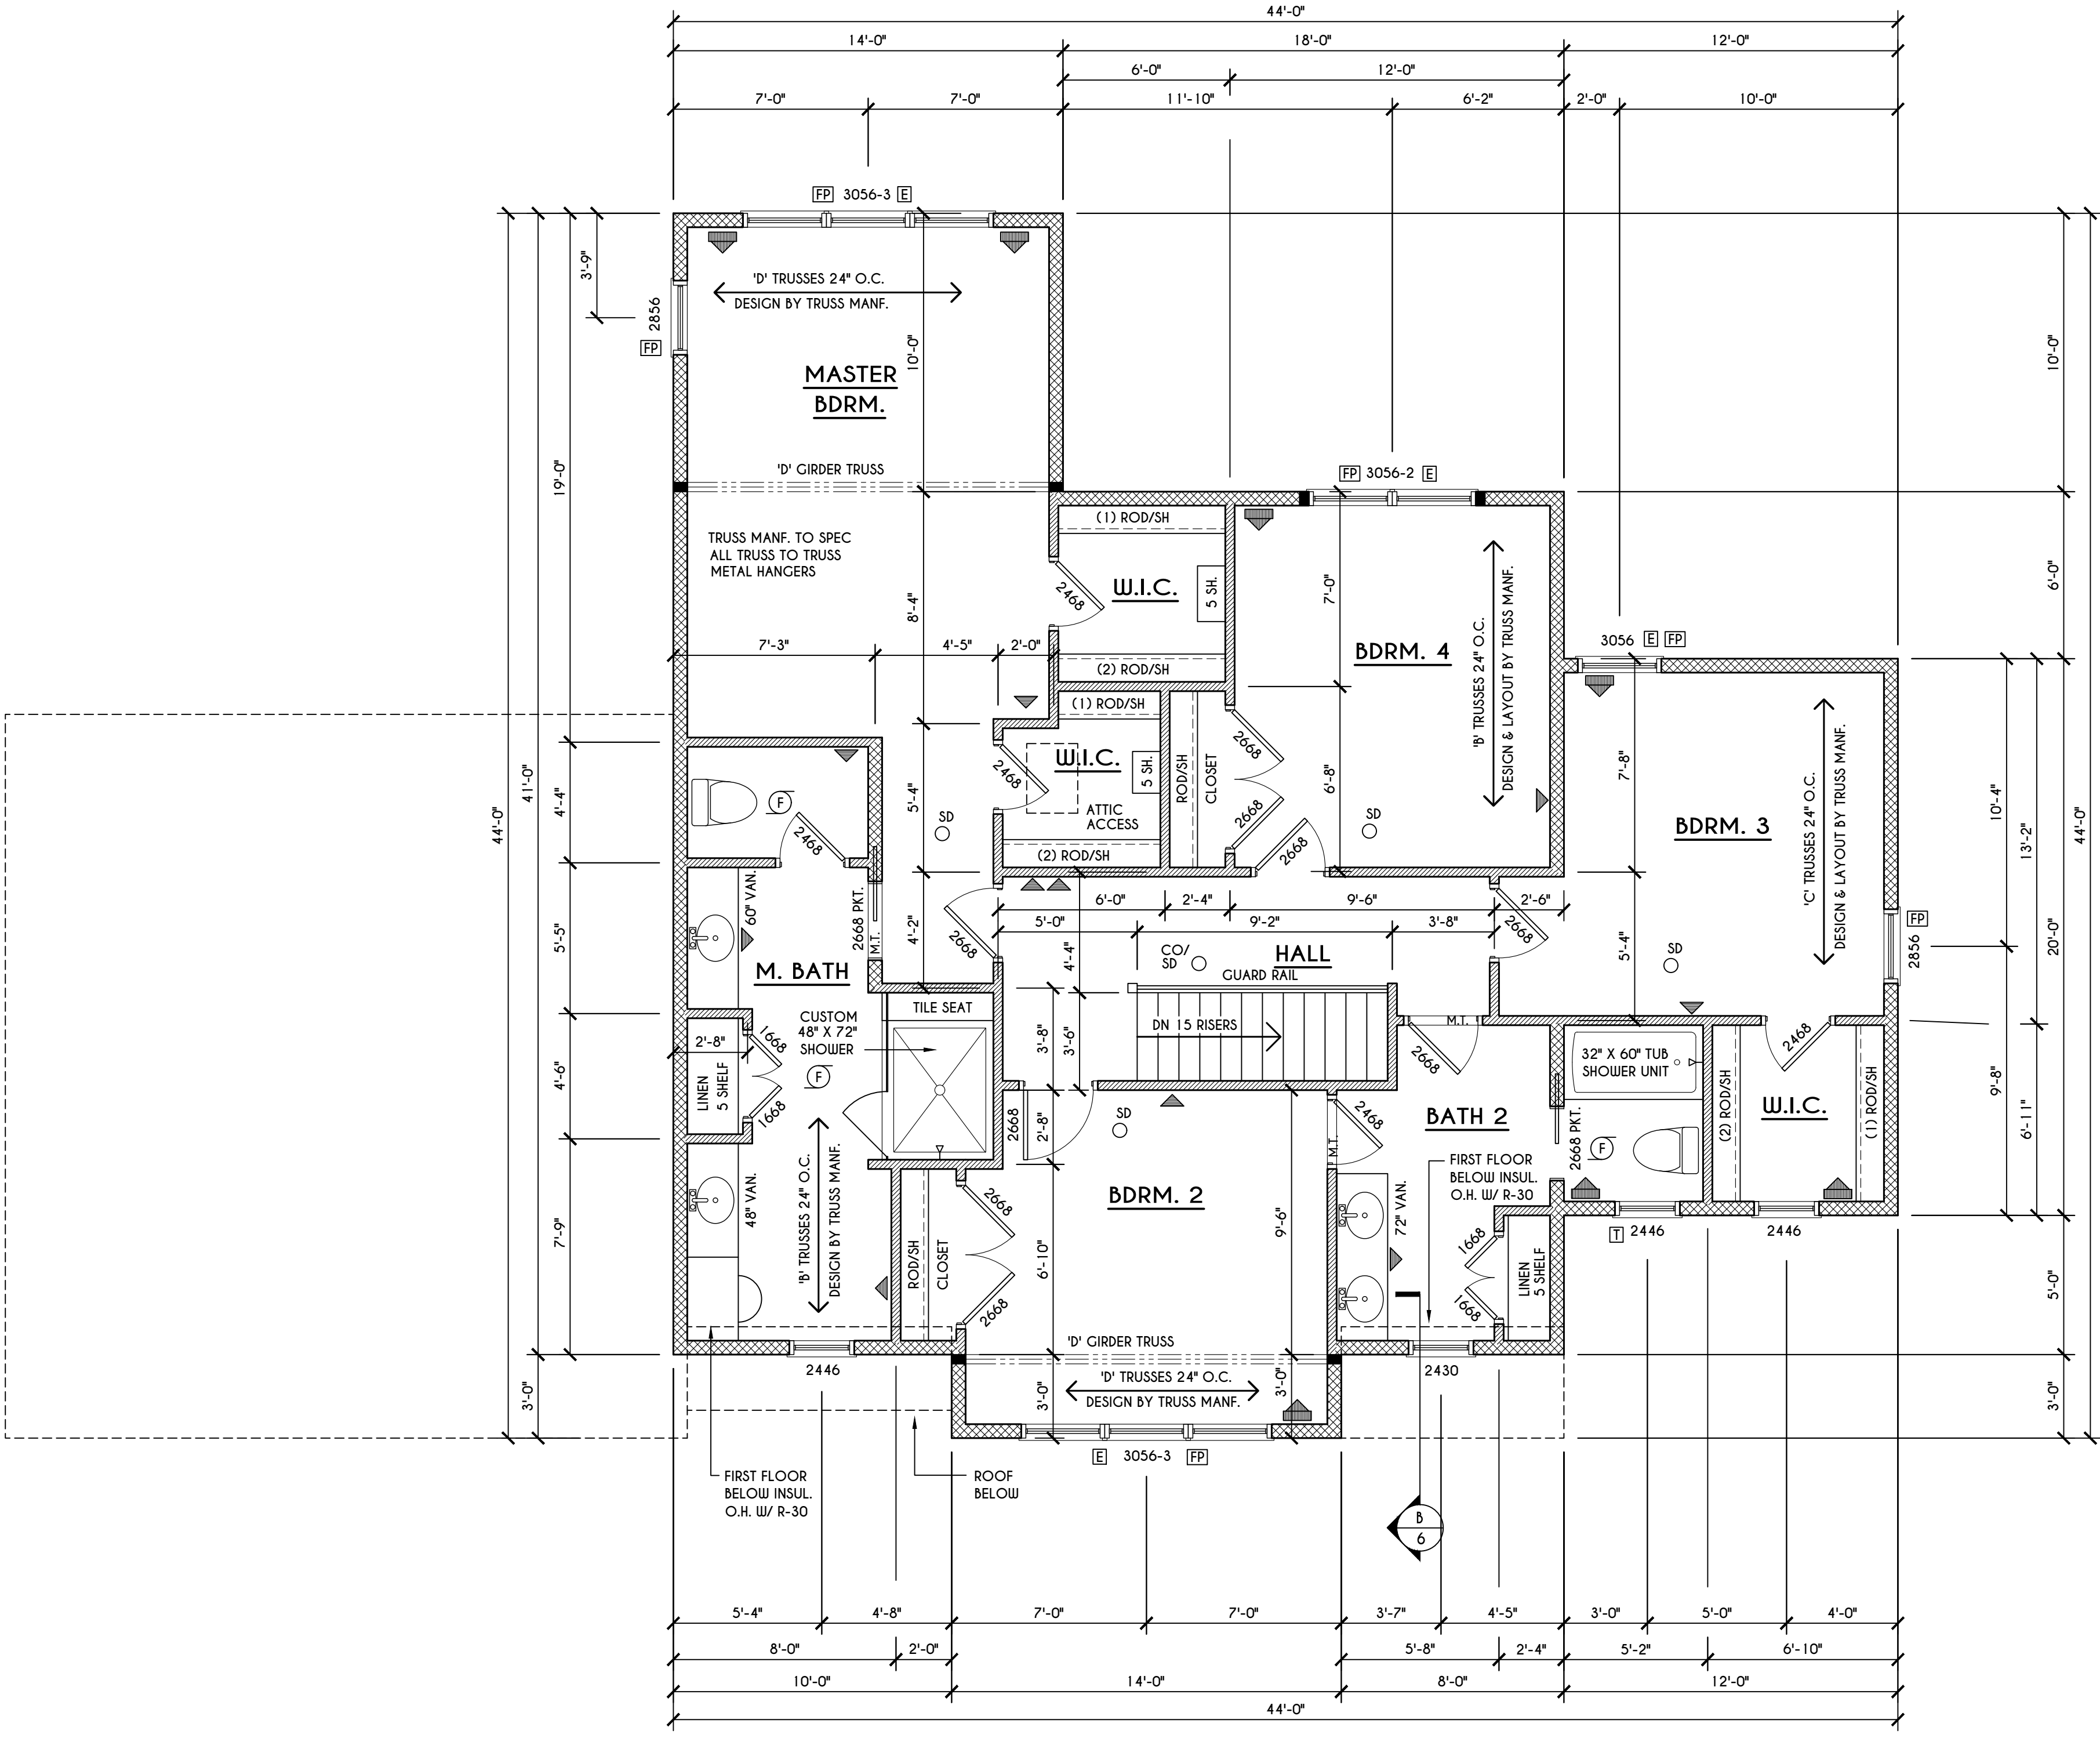 44'-0"
14'-0" 18'-0" 12'-0"
6'-0" 12'-0"
7'-0" 7'-0" 11'-10" 6'-2" 2'-0" 10'-0"
FP 3056-3 E
3'-9"
2856
FP
'D' TRUSSES 24" O.C.
DESIGN BY TRUSS MANF.
10'-0"
10'-0"
MASTER
BDRM.
'D' GIRDER TRUSS
19'-0"
TRUSS MANF. TO SPEC
ALL TRUSS TO TRUSS
METAL HANGERS
8'-4"
7'-3" 4'-5" 2'-0"
FP 3056-2 E
(1) ROD/SH
2468
W.I.C.
5 SH.
(2) ROD/SH
7'-0"
BDRM. 4
'B' TRUSSES 24" O.C.
DESIGN & LAYOUT BY TRUSS MANF.
6'-0"
3056 E FP
(1) ROD/SH
W.I.C.
5 SH.
2468
ATTIC
ACCESS
(2) ROD/SH
ROD/SH
CLOSET
2668
2668
6'-8"
SD
2668
7'-8"
BDRM. 3
'C' TRUSSES 24" O.C.
DESIGN & LAYOUT BY TRUSS MANF.
10'-4"
13'-2"
20'-0"
44'-0"
44'-0"
41'-0"
4'-4"
F
2468
5'-4"
SD
60" VAN.
2668 PKT.
M.T.
4'-2"
2668
5'-5"
M. BATH
6'-0" 2'-4" 9'-6" 2'-6"
5'-0" 9'-2" 3'-8"
4'-4"
CO/
SD
HALL
GUARD RAIL
2668
5'-4"
SD
FP
2856
TILE SEAT
CUSTOM
48" X 72"
SHOWER
3'-8"
3'-6"
DN 15 RISERS
M.T.
2668
2'-8"
1668
LINEN
5 SHELF
1668
F
4'-6"
32" X 60" TUB
SHOWER UNIT
2468
(2) ROD/SH
W.I.C.
(1) ROD/SH
9'-8"
6'-11"
2668
2'-8"
SD
2468
M.T.
BATH 2
2668 PKT.
F
FIRST FLOOR
BELOW INSUL.
O.H. W/ R-30
48" VAN.
'B' TRUSSES 24" O.C.
DESIGN BY TRUSS MANF.
7'-9"
ROD/SH
CLOSET
2668
2668
BDRM. 2
6'-10"
9'-6"
72" VAN.
1668
1668
LINEN
5 SHELF
T 2446 2446
5'-0"
'D' GIRDER TRUSS
'D' TRUSSES 24" O.C.
DESIGN BY TRUSS MANF.
3'-0"
3'-0"
3'-0"
3'-0"
2446
2430
E 3056-3 FP
FIRST FLOOR
BELOW INSUL.
O.H. W/ R-30
ROOF
BELOW
B
6
5'-4" 4'-8" 7'-0" 7'-0" 3'-7" 4'-5" 3'-0" 5'-0" 4'-0"
8'-0" 2'-0" 5'-8" 2'-4" 5'-2" 6'-10"
10'-0" 14'-0" 8'-0" 12'-0"
44'-0"